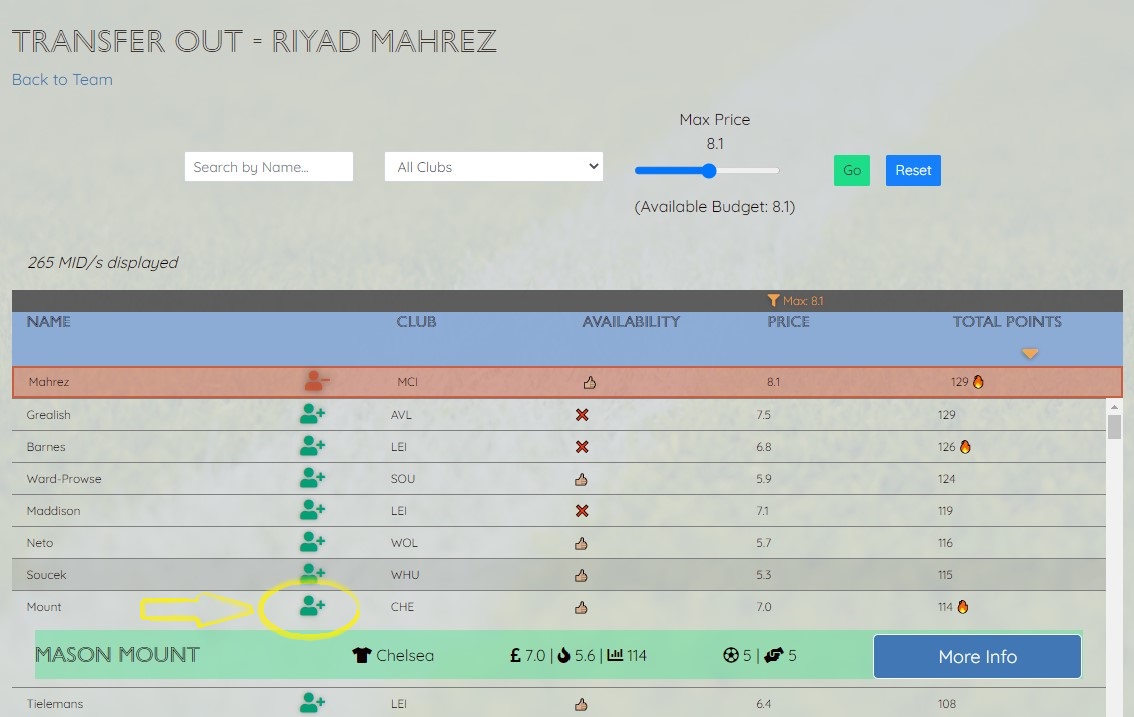 TRANSFER OUT - RIYAD MAHREZ
Back to Team
Max Price
8.1
Search by Name... All Clubs Go Reset
(Available Budget: 8.1)
265 MID/s displayed
Max: 8.1
NAME CLUB AVAILABILITY PRICE TOTAL POINTS
Mahrez MCI 8.1 129
Grealish AVL 7.5 129
Barnes LEI 6.8 126
Ward-Prowse SOU 5.9 124
Maddison LEI 7.1 119
Neto WOL 5.7 116
Soucek WHU 5.3 115
Mount CHE 7.0 114
MASON MOUNT Chelsea £ 7.0 | 5.6 | 114 5 | 5 More Info
Tielemans LEI 6.4 108